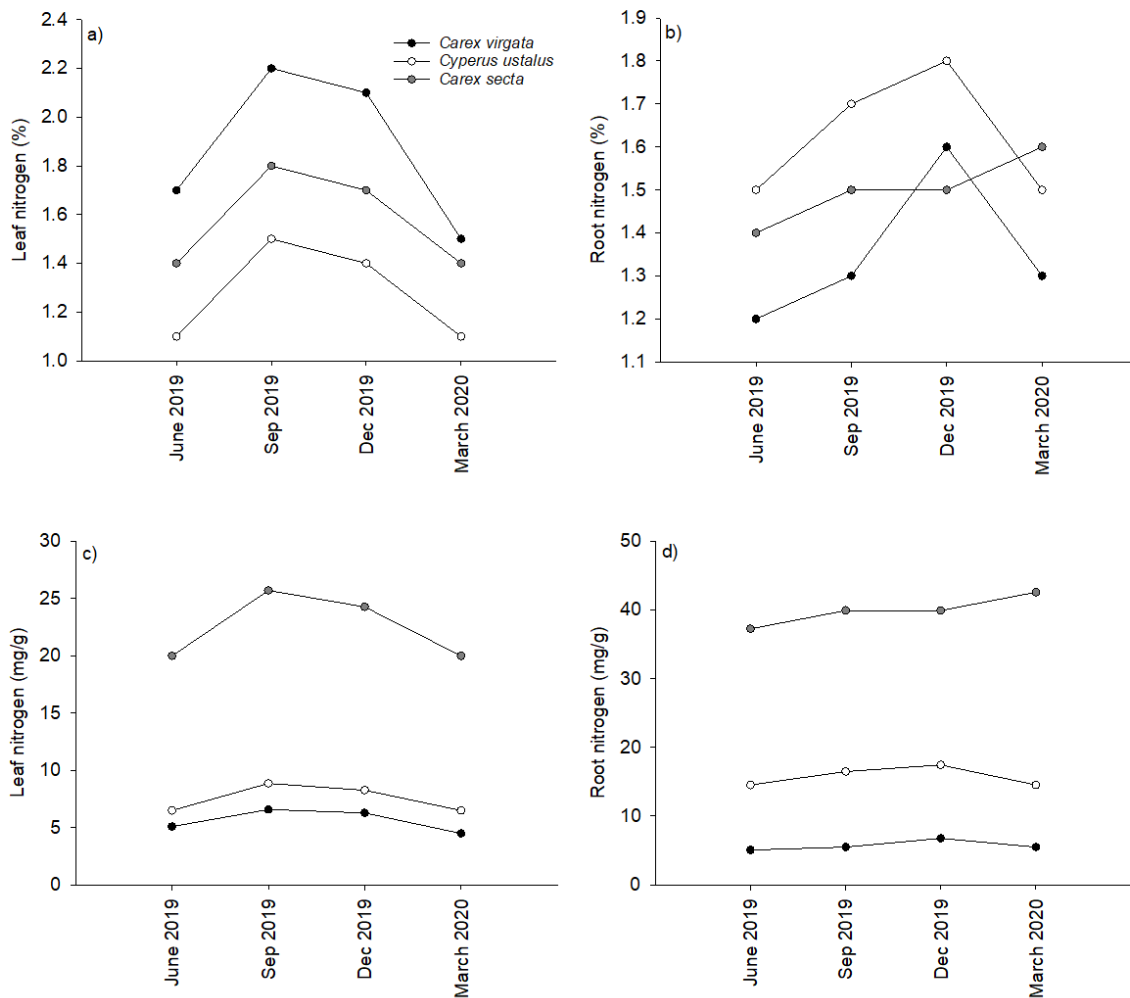 a)
Carex virgata
Cyperus ustalus
Carex secta
Leaf nitrogen (%)
2.4
2.2
2.0
1.8
1.6
1.4
1.2
1.0
June 2019
Sep 2019
Dec 2019
March 2020
b)
Root nitrogen (%)
1.9
1.8
1.7
1.6
1.5
1.4
1.3
1.2
1.1
June 2019
Sep 2019
Dec 2019
March 2020
c)
Leaf nitrogen (mg/g)
30
25
20
15
10
5
0
June 2019
Sep 2019
Dec 2019
March 2020
d)
Root nitrogen (mg/g)
50
40
30
20
10
0
June 2019
Sep 2019
Dec 2019
March 2020